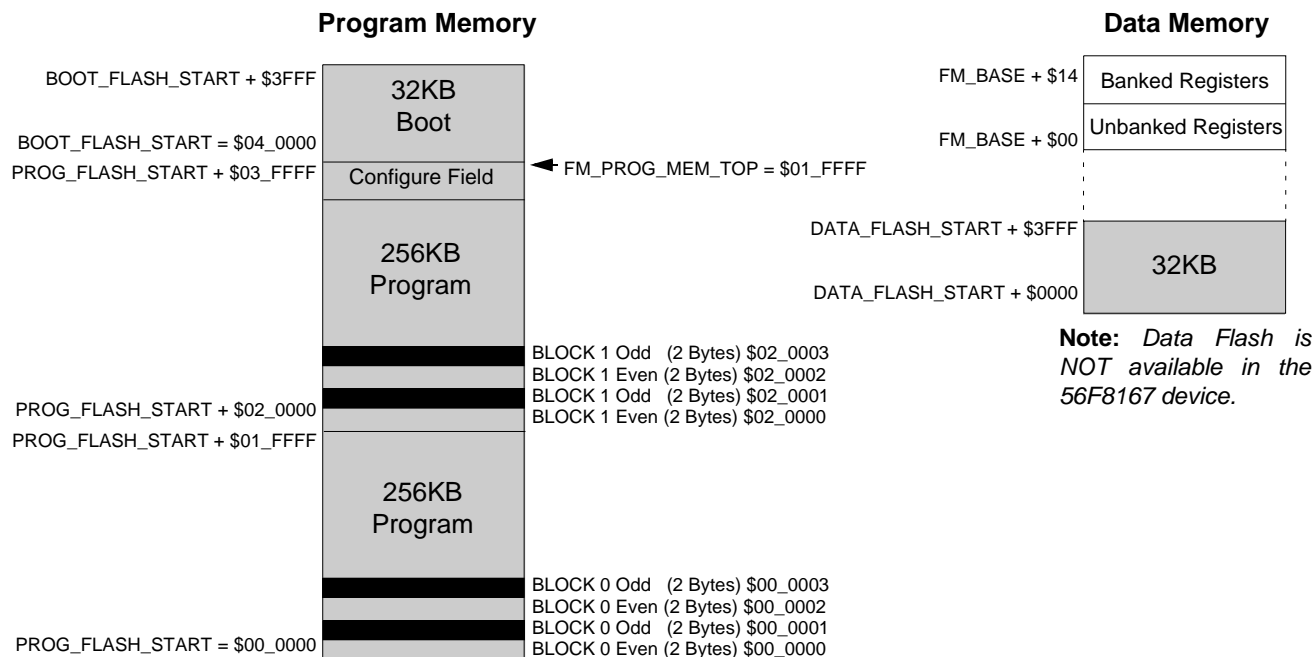 Program Memory
Data Memory
BOOT_FLASH_START + $3FFF
32KB
Boot
BOOT_FLASH_START = $04_0000
PROG_FLASH_START + $03_FFFF
Configure Field
FM_PROG_MEM_TOP = $01_FFFF
256KB
Program
BLOCK 1 Odd (2 Bytes) $02_0003
BLOCK 1 Even (2 Bytes) $02_0002
BLOCK 1 Odd (2 Bytes) $02_0001
BLOCK 1 Even (2 Bytes) $02_0000
PROG_FLASH_START + $02_0000
PROG_FLASH_START + $01_FFFF
256KB
Program
BLOCK 0 Odd (2 Bytes) $00_0003
BLOCK 0 Even (2 Bytes) $00_0002
BLOCK 0 Odd (2 Bytes) $00_0001
BLOCK 0 Even (2 Bytes) $00_0000
PROG_FLASH_START = $00_0000
FM_BASE + $14
Banked Registers
Unbanked Registers
FM_BASE + $00
DATA_FLASH_START + $3FFF
32KB
DATA_FLASH_START + $0000
Note: Data Flash is
NOT available in the
56F8167 device.